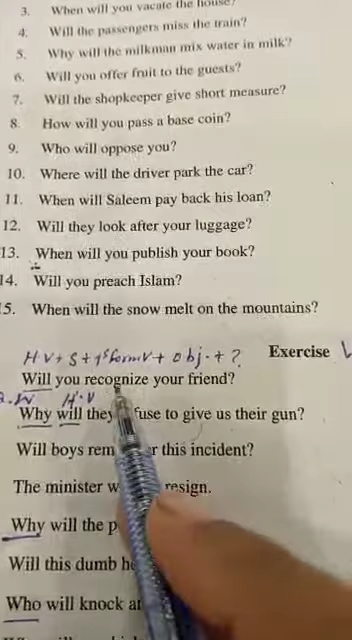 3. When will you vacate the house?
4. Will the passengers miss the train?
5. Why will the milkman mix water in milk?
6. Will you offer fruit to the guests?
7. Will the shopkeeper give short measure?
8. How will you pass a base coin?
9. Who will oppose you?
10. Where will the driver park the car?
11. When will Saleem pay back his loan?
12. Will they look after your luggage?
13. When will you publish your book?
14. Will you preach Islam?
5. When will the snow melt on the mountains?
H v + S + 1st form v + obj. + ?
Exercise
Will you recognize your friend?
H.V
Why will they fuse to give us their gun?
Will boys rem r this incident?
The minister w resign.
Why will the p
Will this dumb h
Who will knock at